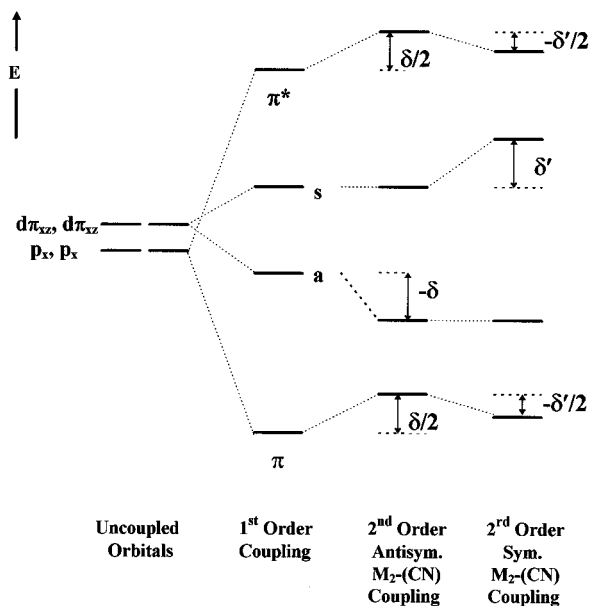 E
-δ′/2
δ/2
π*
δ′
s
dπxz, dπxz
px, px
a
-δ
-δ′/2
δ/2
π
Uncoupled
Orbitals
1st Order
Coupling
2nd Order
Antisym.
M2-(CN)
Coupling
2rd Order
Sym.
M2-(CN)
Coupling